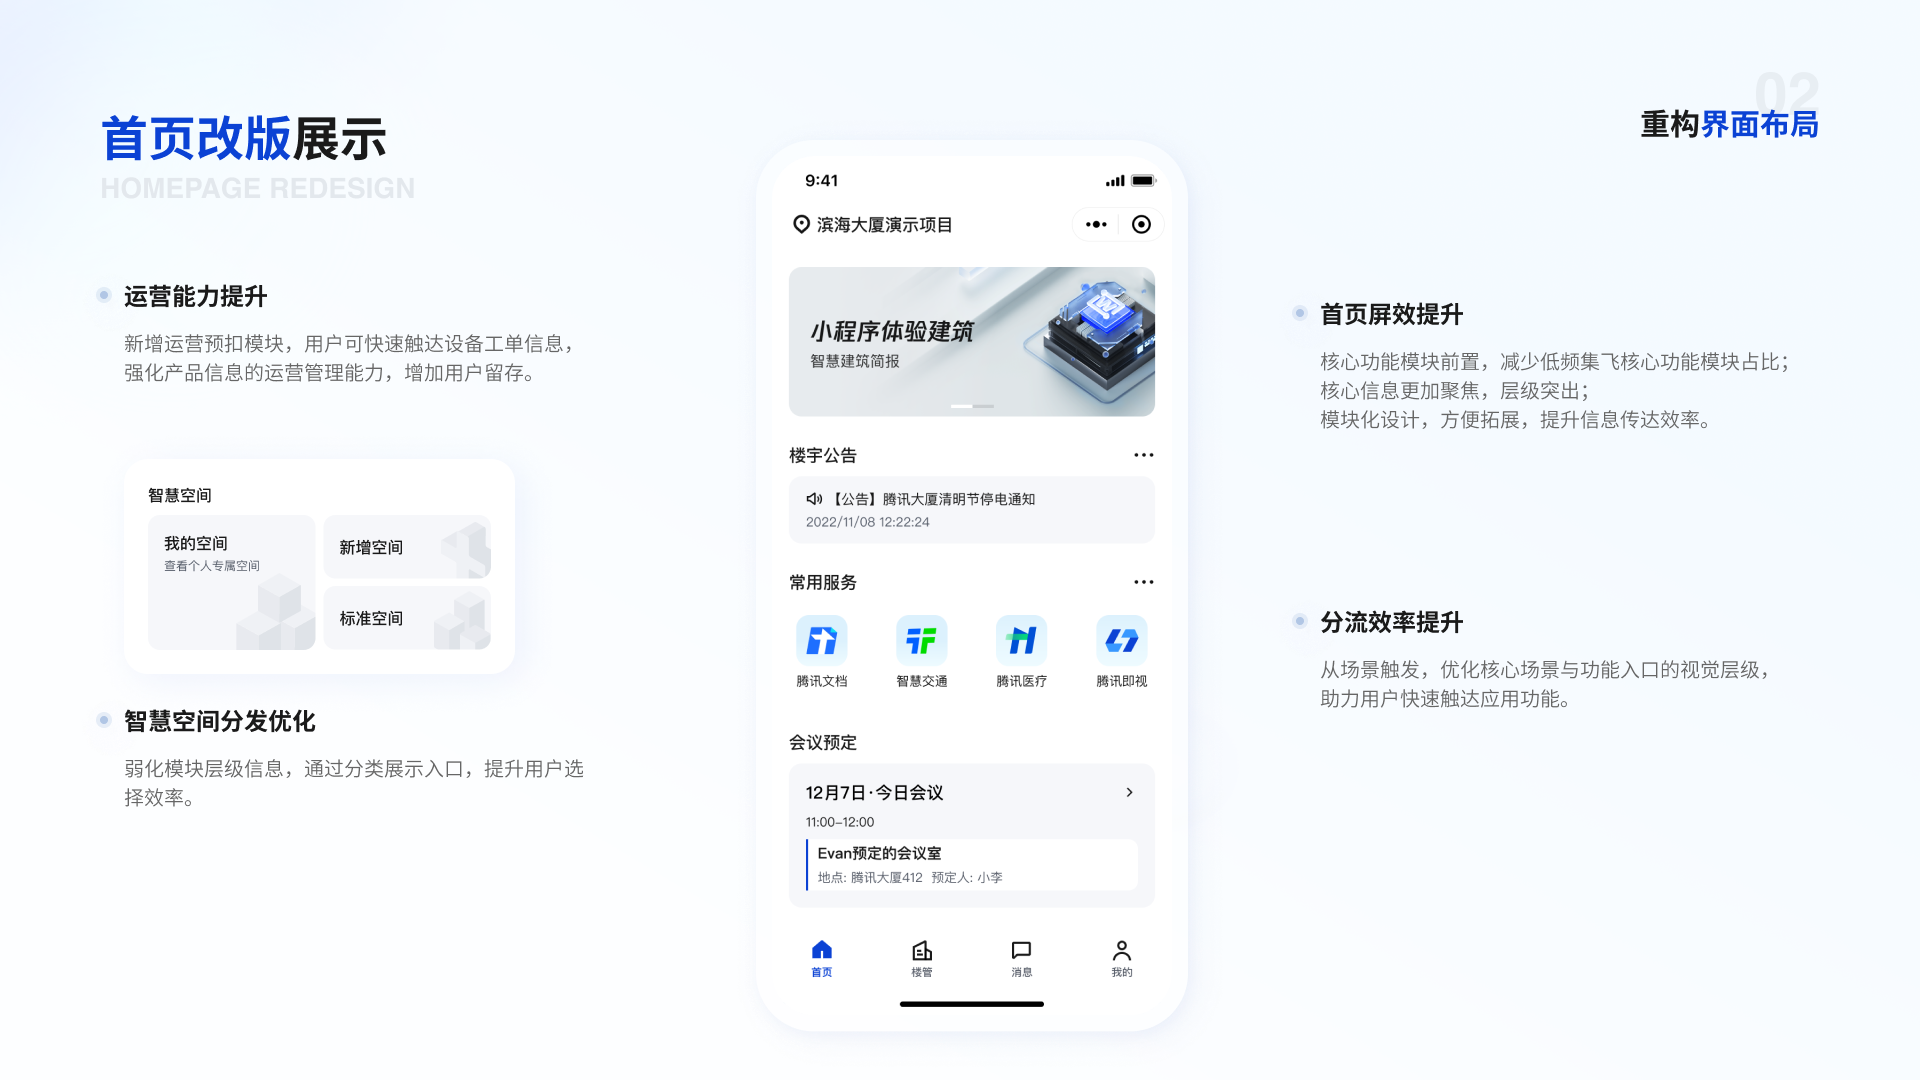 首页改版展示
HOMEPAGE REDESIGN
02
重构界面布局
运营能力提升
新增运营预扣模块，用户可快速触达设备工单信息，
强化产品信息的运营管理能力，增加用户留存。
智慧空间
我的空间
查看个人专属空间
新增空间
标准空间
智慧空间分发优化
弱化模块层级信息，通过分类展示入口，提升用户选
择效率。
9:41
滨海大厦演示项目
小程序体验建筑
智慧建筑简报
W
楼宇公告
【公告】腾讯大厦清明节停电通知
2022/11/08 12:22:24
常用服务
腾讯文档
智慧交通
腾讯医疗
腾讯即视
会议预定
12月7日·今日会议
11:00–12:00
Evan预定的会议室
地点: 腾讯大厦412 预定人: 小李
首页
楼管
消息
我的
首页屏效提升
核心功能模块前置，减少低频集飞核心功能模块占比；
核心信息更加聚焦，层级突出；
模块化设计，方便拓展，提升信息传达效率。
分流效率提升
从场景触发，优化核心场景与功能入口的视觉层级，
助力用户快速触达应用功能。